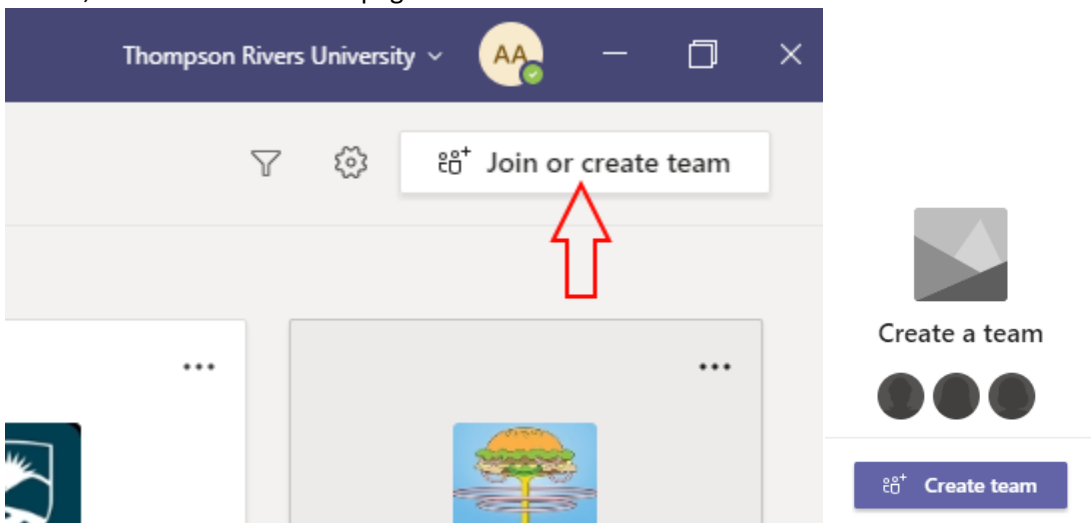 Thompson Rivers University
AA
Join or create team
Create a team
Create team